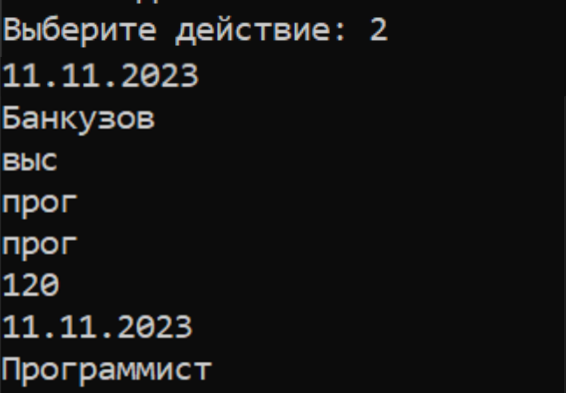 Выберите действие: 2
11.11.2023
Банкузов
выс
прог
прог
120
11.11.2023
Программист